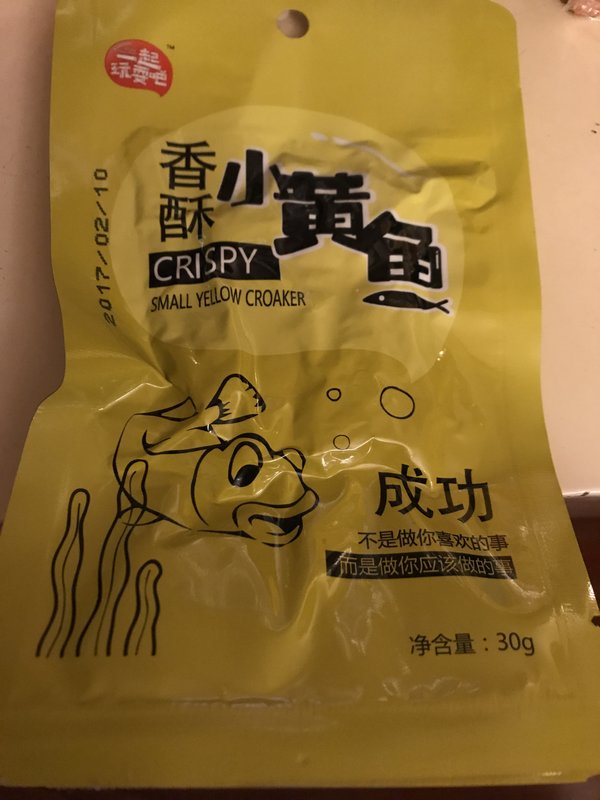 一起
玩耍吧
™
2017/02/10
香酥
小黄鱼
CRISPY
SMALL YELLOW CROAKER
成功
不是做你喜欢的事
而是做你应该做的事
净含量：30g